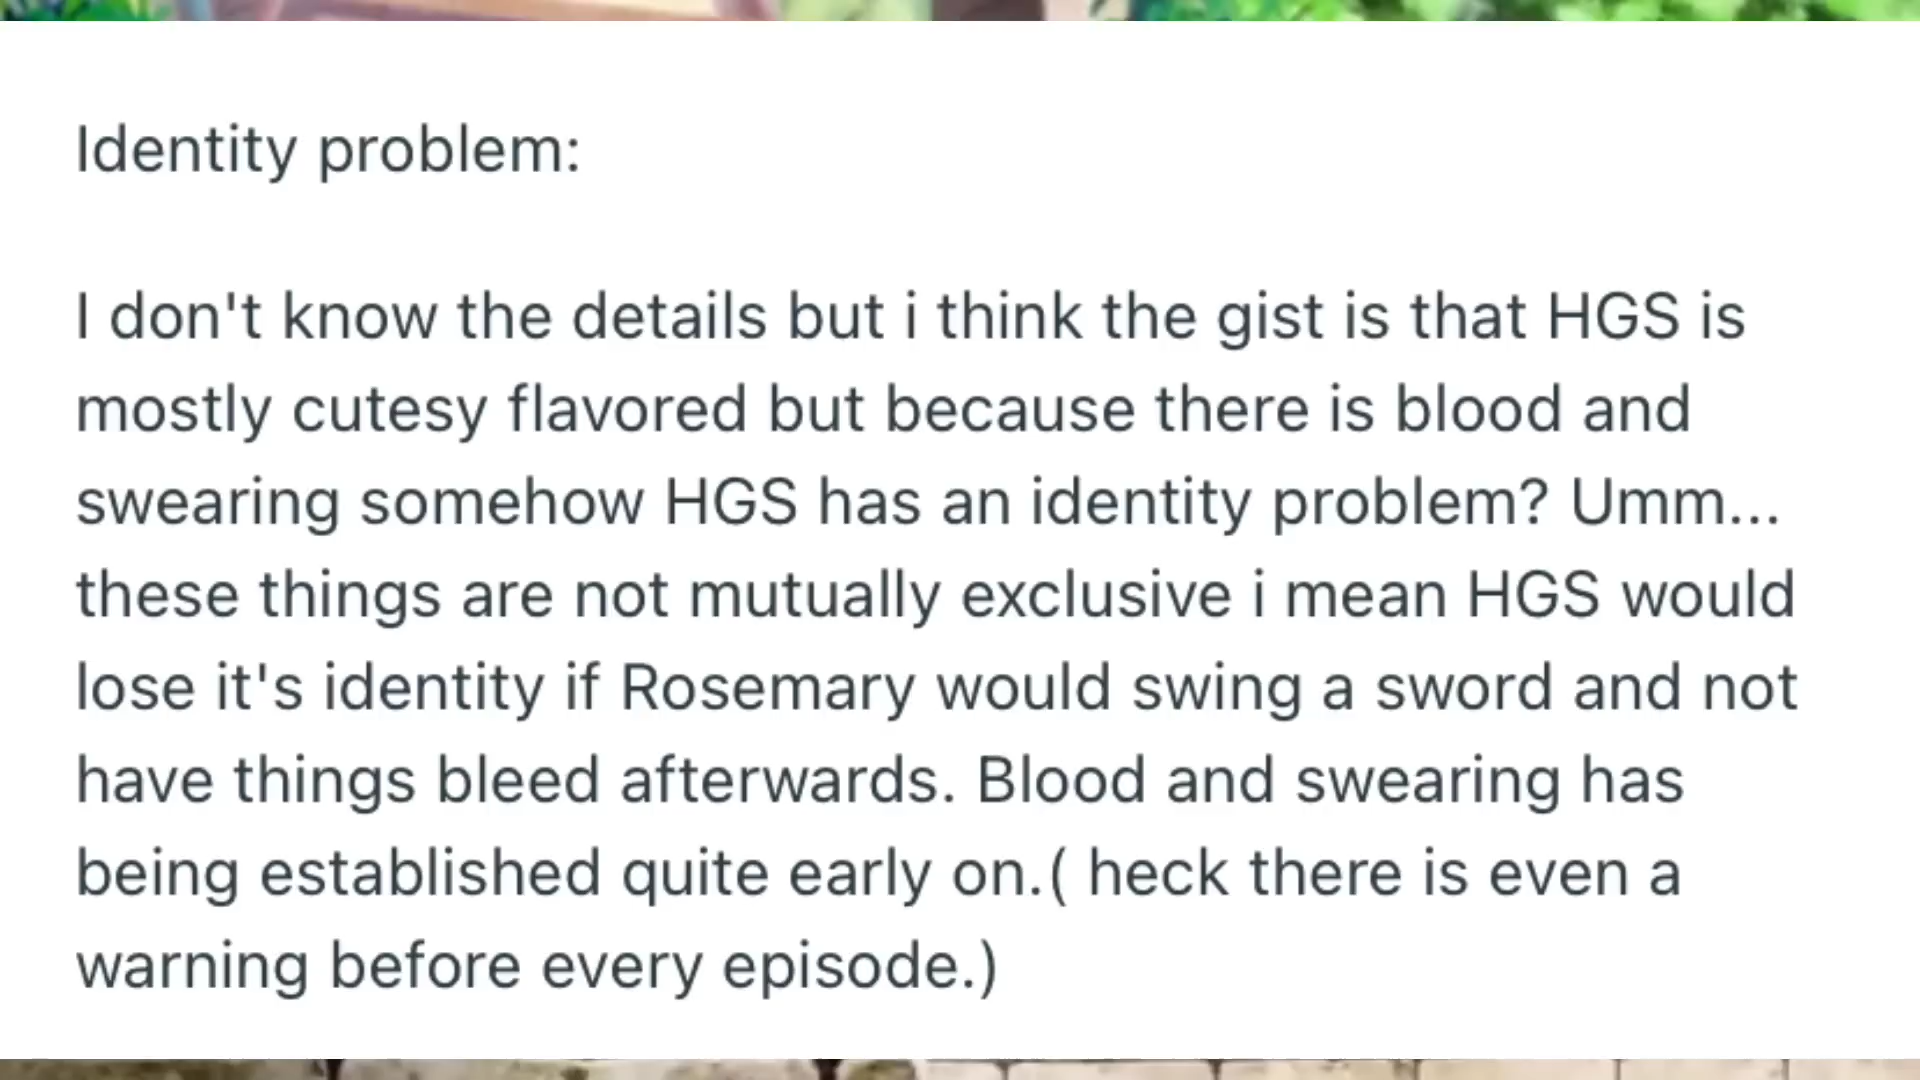 Identity problem:
I don't know the details but i think the gist is that HGS is
mostly cutesy flavored but because there is blood and
swearing somehow HGS has an identity problem? Umm...
these things are not mutually exclusive i mean HGS would
lose it's identity if Rosemary would swing a sword and not
have things bleed afterwards. Blood and swearing has
being established quite early on.( heck there is even a
warning before every episode.)